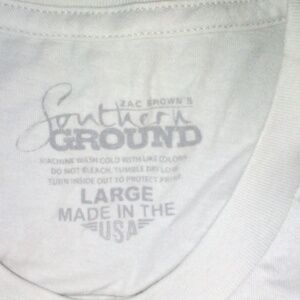 ZAC BROWN'S
Southern
GROUND
MACHINE WASH COLD WITH LIKE COLORS
DO NOT BLEACH, TUMBLE DRY LOW
TURN INSIDE OUT TO PROTECT PRINT
LARGE
MADE IN THE
USA